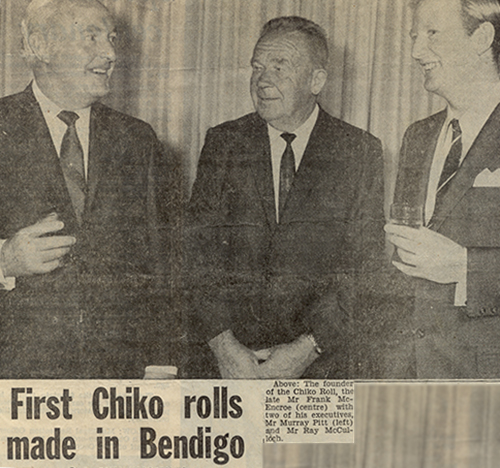 First Chiko rolls
made in Bendigo
Above: The founder
of the Chiko Roll, the
late Mr Frank Mc-
Encroe (centre) with
two of his executives,
Mr Murray Pitt (left)
and Mr Ray McCul-
loch.